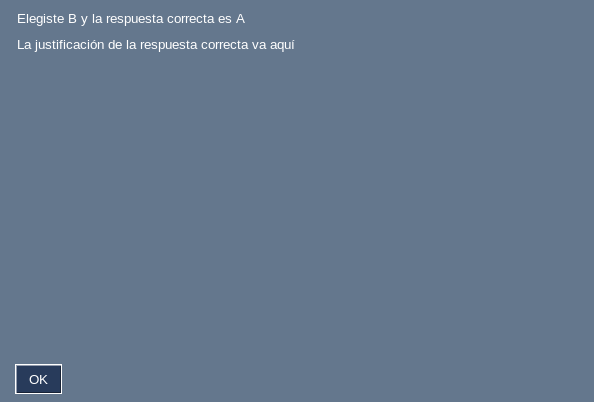 Elegiste B y la respuesta correcta es A
La justificación de la respuesta correcta va aquí
OK